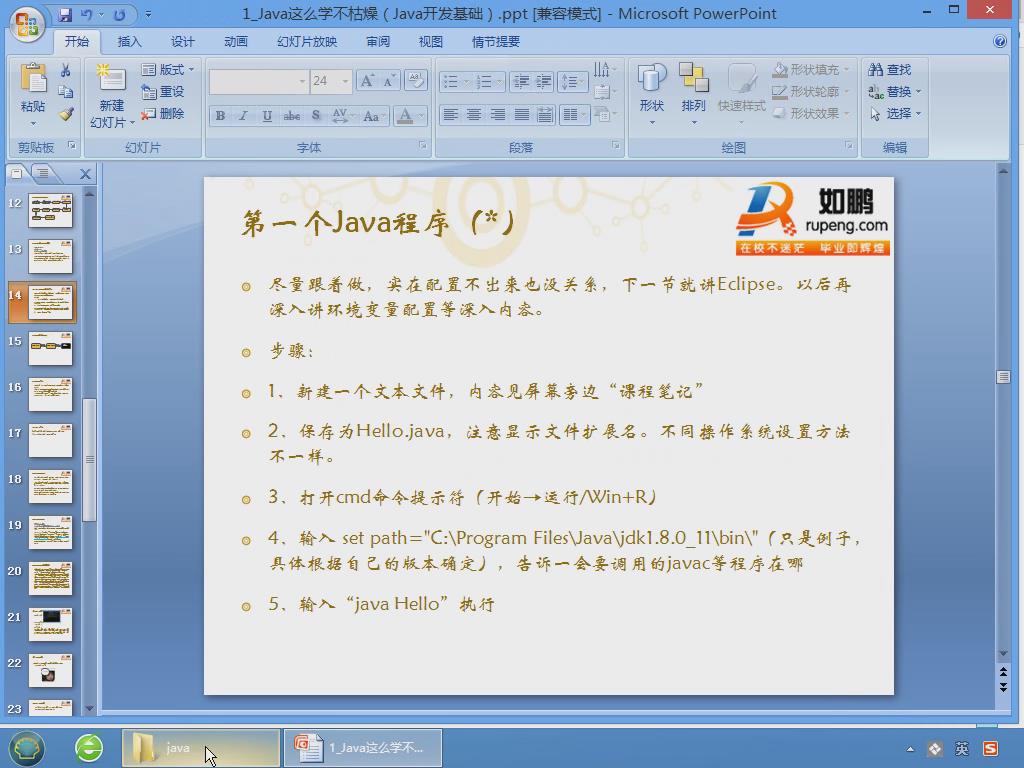 1_Java这么学不枯燥（Java开发基础）.ppt [兼容模式] - Microsoft PowerPoint
开始 插入 设计 动画 幻灯片放映 审阅 视图 情节提要
粘贴
剪贴板
新建
幻灯片
版式
重设
删除
幻灯片
24
B I U abe S AV Aa A
字体
段落
形状 排列 快速样式
形状填充
形状轮廓
形状效果
绘图
查找
替换
选择
编辑
12
13
14
15
16
17
18
19
20
21
22
23
第一个Java程序（*）
如鹏
rupeng.com
在校不迷茫 毕业即辉煌
尽量跟着做，实在配置不出来也没关系，下一节就讲Eclipse。以后再
深入讲环境变量配置等深入内容。
步骤：
1、新建一个文本文件，内容见屏幕旁边“课程笔记”
2、保存为Hello.java，注意显示文件扩展名。不同操作系统设置方法
不一样。
3、打开cmd命令提示符（开始→运行/Win+R）
4、输入 set path="C:\Program Files\Java\jdk1.8.0_11\bin\"（只是例子，
具体根据自己的版本确定），告诉一会要调用的javac等程序在哪
5、输入“java Hello”执行
java
1_Java这么学不...
英